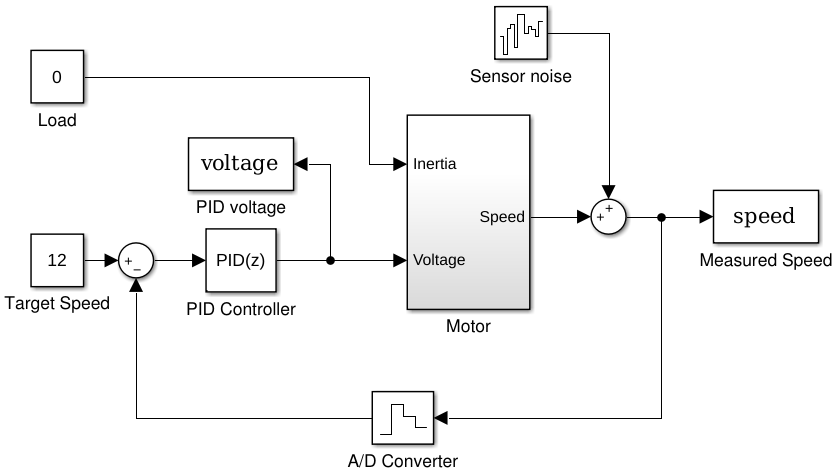 Sensor noise
0
Load
Inertia
voltage
PID voltage
Speed
+
+
speed
Measured Speed
12
Target Speed
+
−
PID(z)
PID Controller
Voltage
Motor
A/D Converter